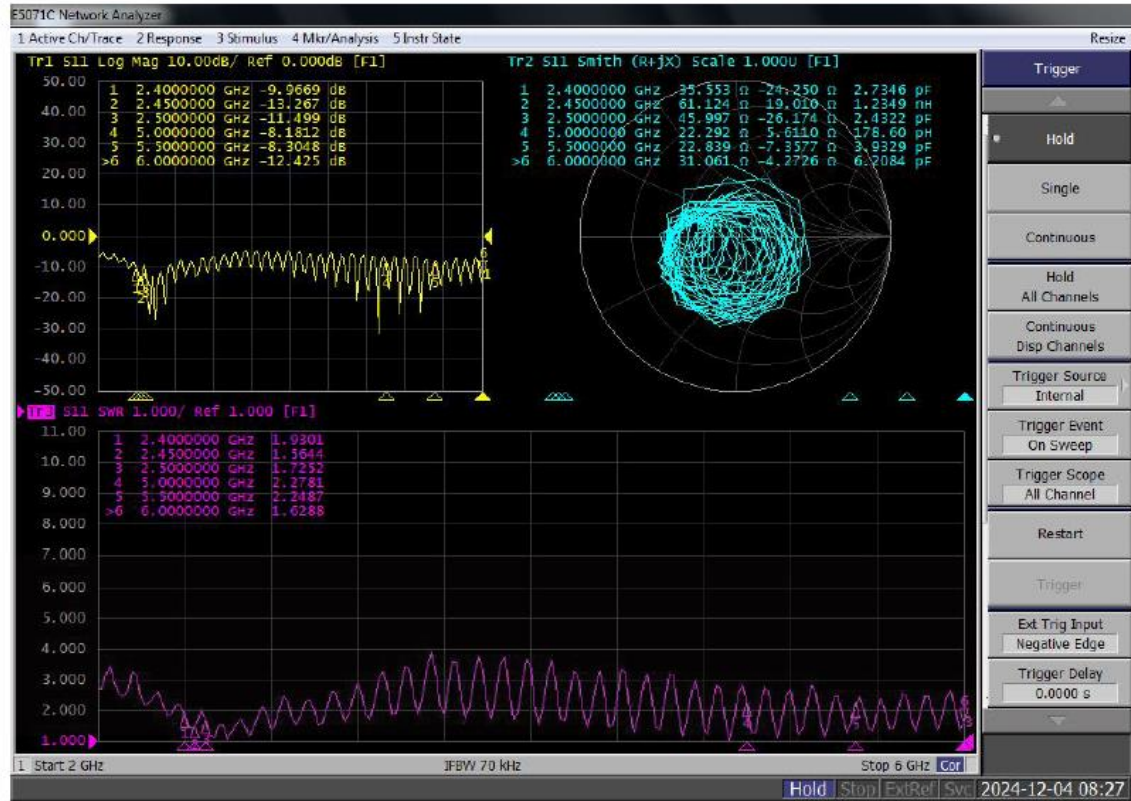 E5071C Network Analyzer
1 Active Ch/Trace 2 Response 3 Stimulus 4 Mkr/Analysis 5 Instr State
Resize
Tr1 S11 Log Mag 10.00dB/ Ref 0.000dB [F1]
50.00
40.00
30.00
20.00
10.00
0.000
-10.00
-20.00
-30.00
-40.00
-50.00
1 2.4000000 GHz -9.9669 dB
2 2.4500000 GHz -13.267 dB
3 2.5000000 GHz -11.499 dB
4 5.0000000 GHz -8.1812 dB
5 5.5000000 GHz -8.3048 dB
>6 6.0000000 GHz -12.425 dB
Tr2 S11 Smith (R+jX) Scale 1.000U [F1]
1 2.4000000 GHz 35.553 Ω -24.250 Ω 2.7346 pF
2 2.4500000 GHz 61.124 Ω 19.010 Ω 1.2349 nH
3 2.5000000 GHz 45.997 Ω -26.174 Ω 2.4322 pF
4 5.0000000 GHz 22.292 Ω 5.6110 Ω 178.60 pH
5 5.5000000 GHz 22.839 Ω -7.3577 Ω 3.9329 pF
>6 6.0000000 GHz 31.061 Ω -4.2726 Ω 6.2084 pF
Tr3 S11 SWR 1.000/ Ref 1.000 [F1]
11.00
10.00
9.000
8.000
7.000
6.000
5.000
4.000
3.000
2.000
1.000
1 2.4000000 GHz 1.9301
2 2.4500000 GHz 1.5644
3 2.5000000 GHz 1.7252
4 5.0000000 GHz 2.2781
5 5.5000000 GHz 2.2487
>6 6.0000000 GHz 1.6288
1 Start 2 GHz
IFBW 70 kHz
Stop 6 GHz Cor
Trigger
Hold
Single
Continuous
Hold
All Channels
Continuous
Disp Channels
Trigger Source
Internal
Trigger Event
On Sweep
Trigger Scope
All Channel
Restart
Trigger
Ext Trig Input
Negative Edge
Trigger Delay
0.0000 s
Hold Stop ExtRef Svc 2024-12-04 08:27